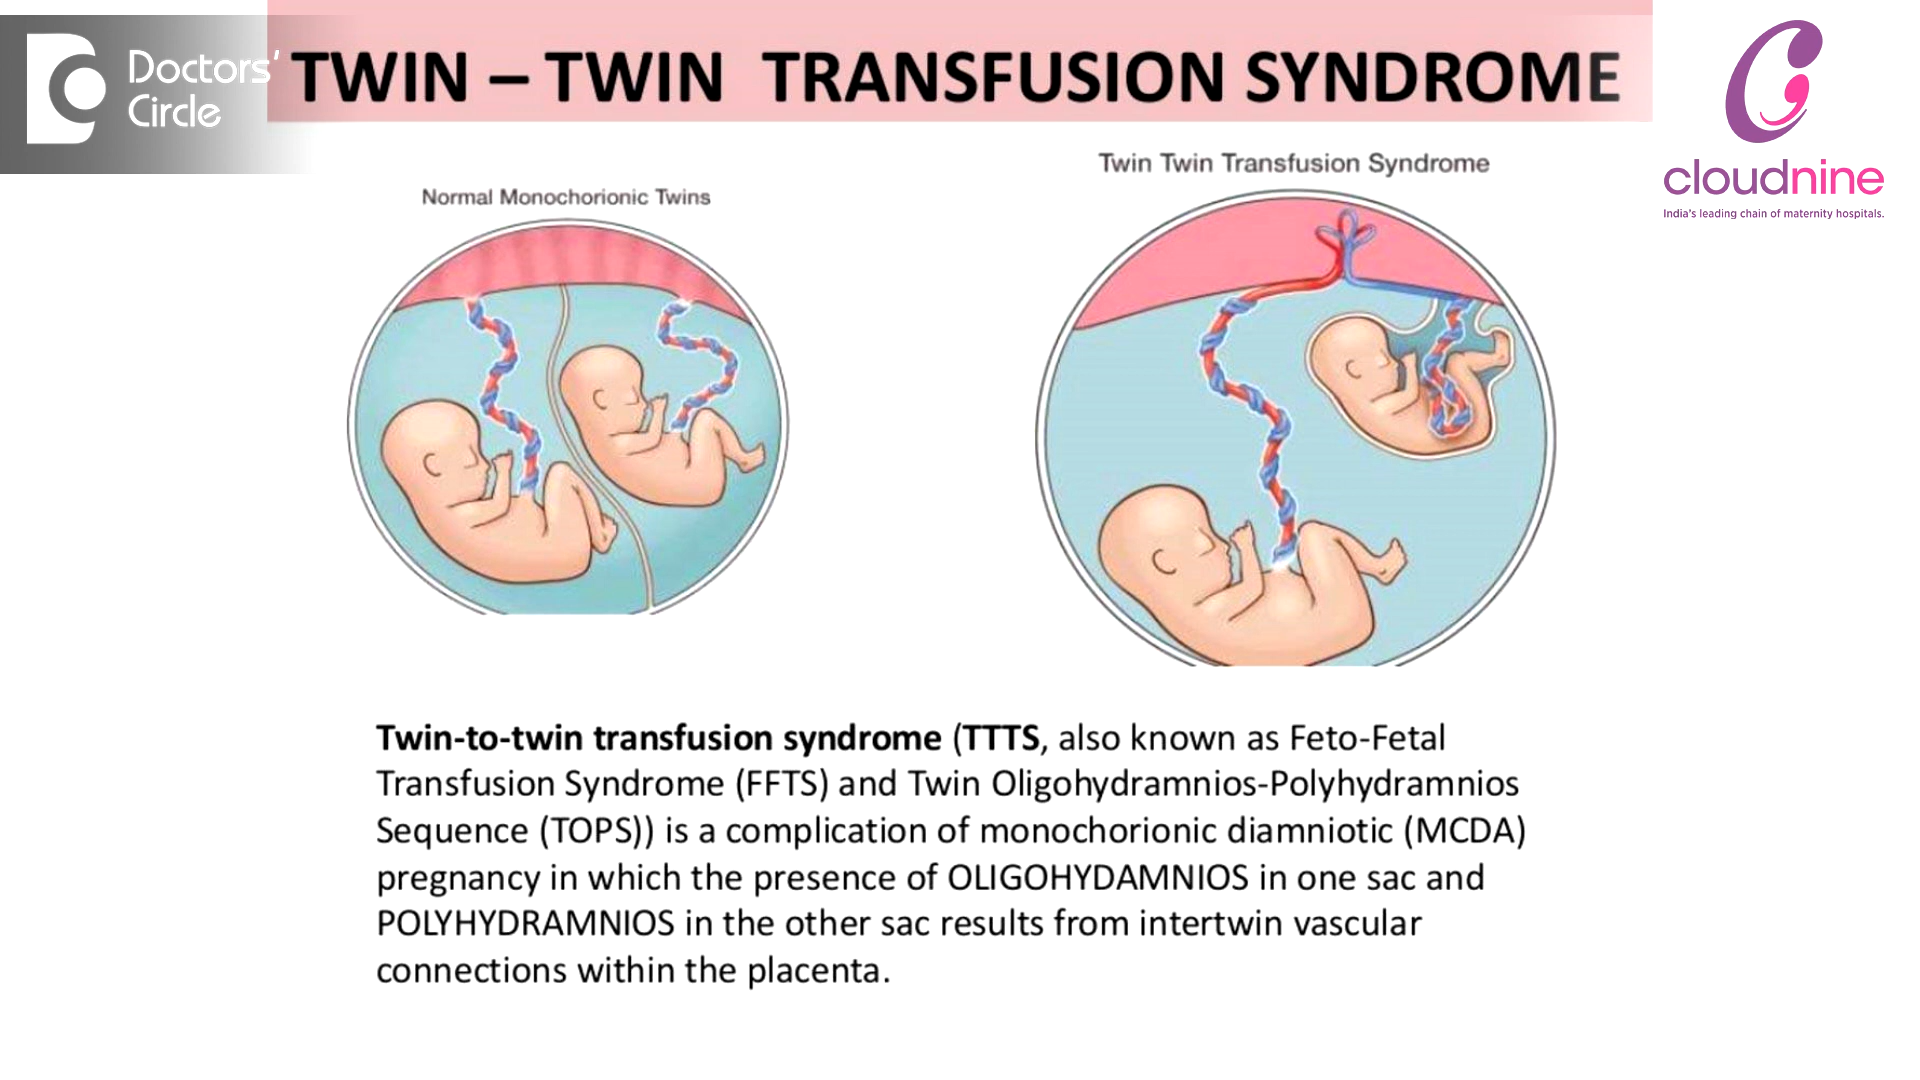 Doctors'
Circle
TWIN – TWIN TRANSFUSION SYNDROME
cloudnine
India's leading chain of maternity hospitals.
Normal Monochorionic Twins
Twin Twin Transfusion Syndrome
Twin-to-twin transfusion syndrome (TTTS, also known as Feto-Fetal
Transfusion Syndrome (FFTS) and Twin Oligohydramnios-Polyhydramnios
Sequence (TOPS)) is a complication of monochorionic diamniotic (MCDA)
pregnancy in which the presence of OLIGOHYDAMNIOS in one sac and
POLYHYDRAMNIOS in the other sac results from intertwin vascular
connections within the placenta.